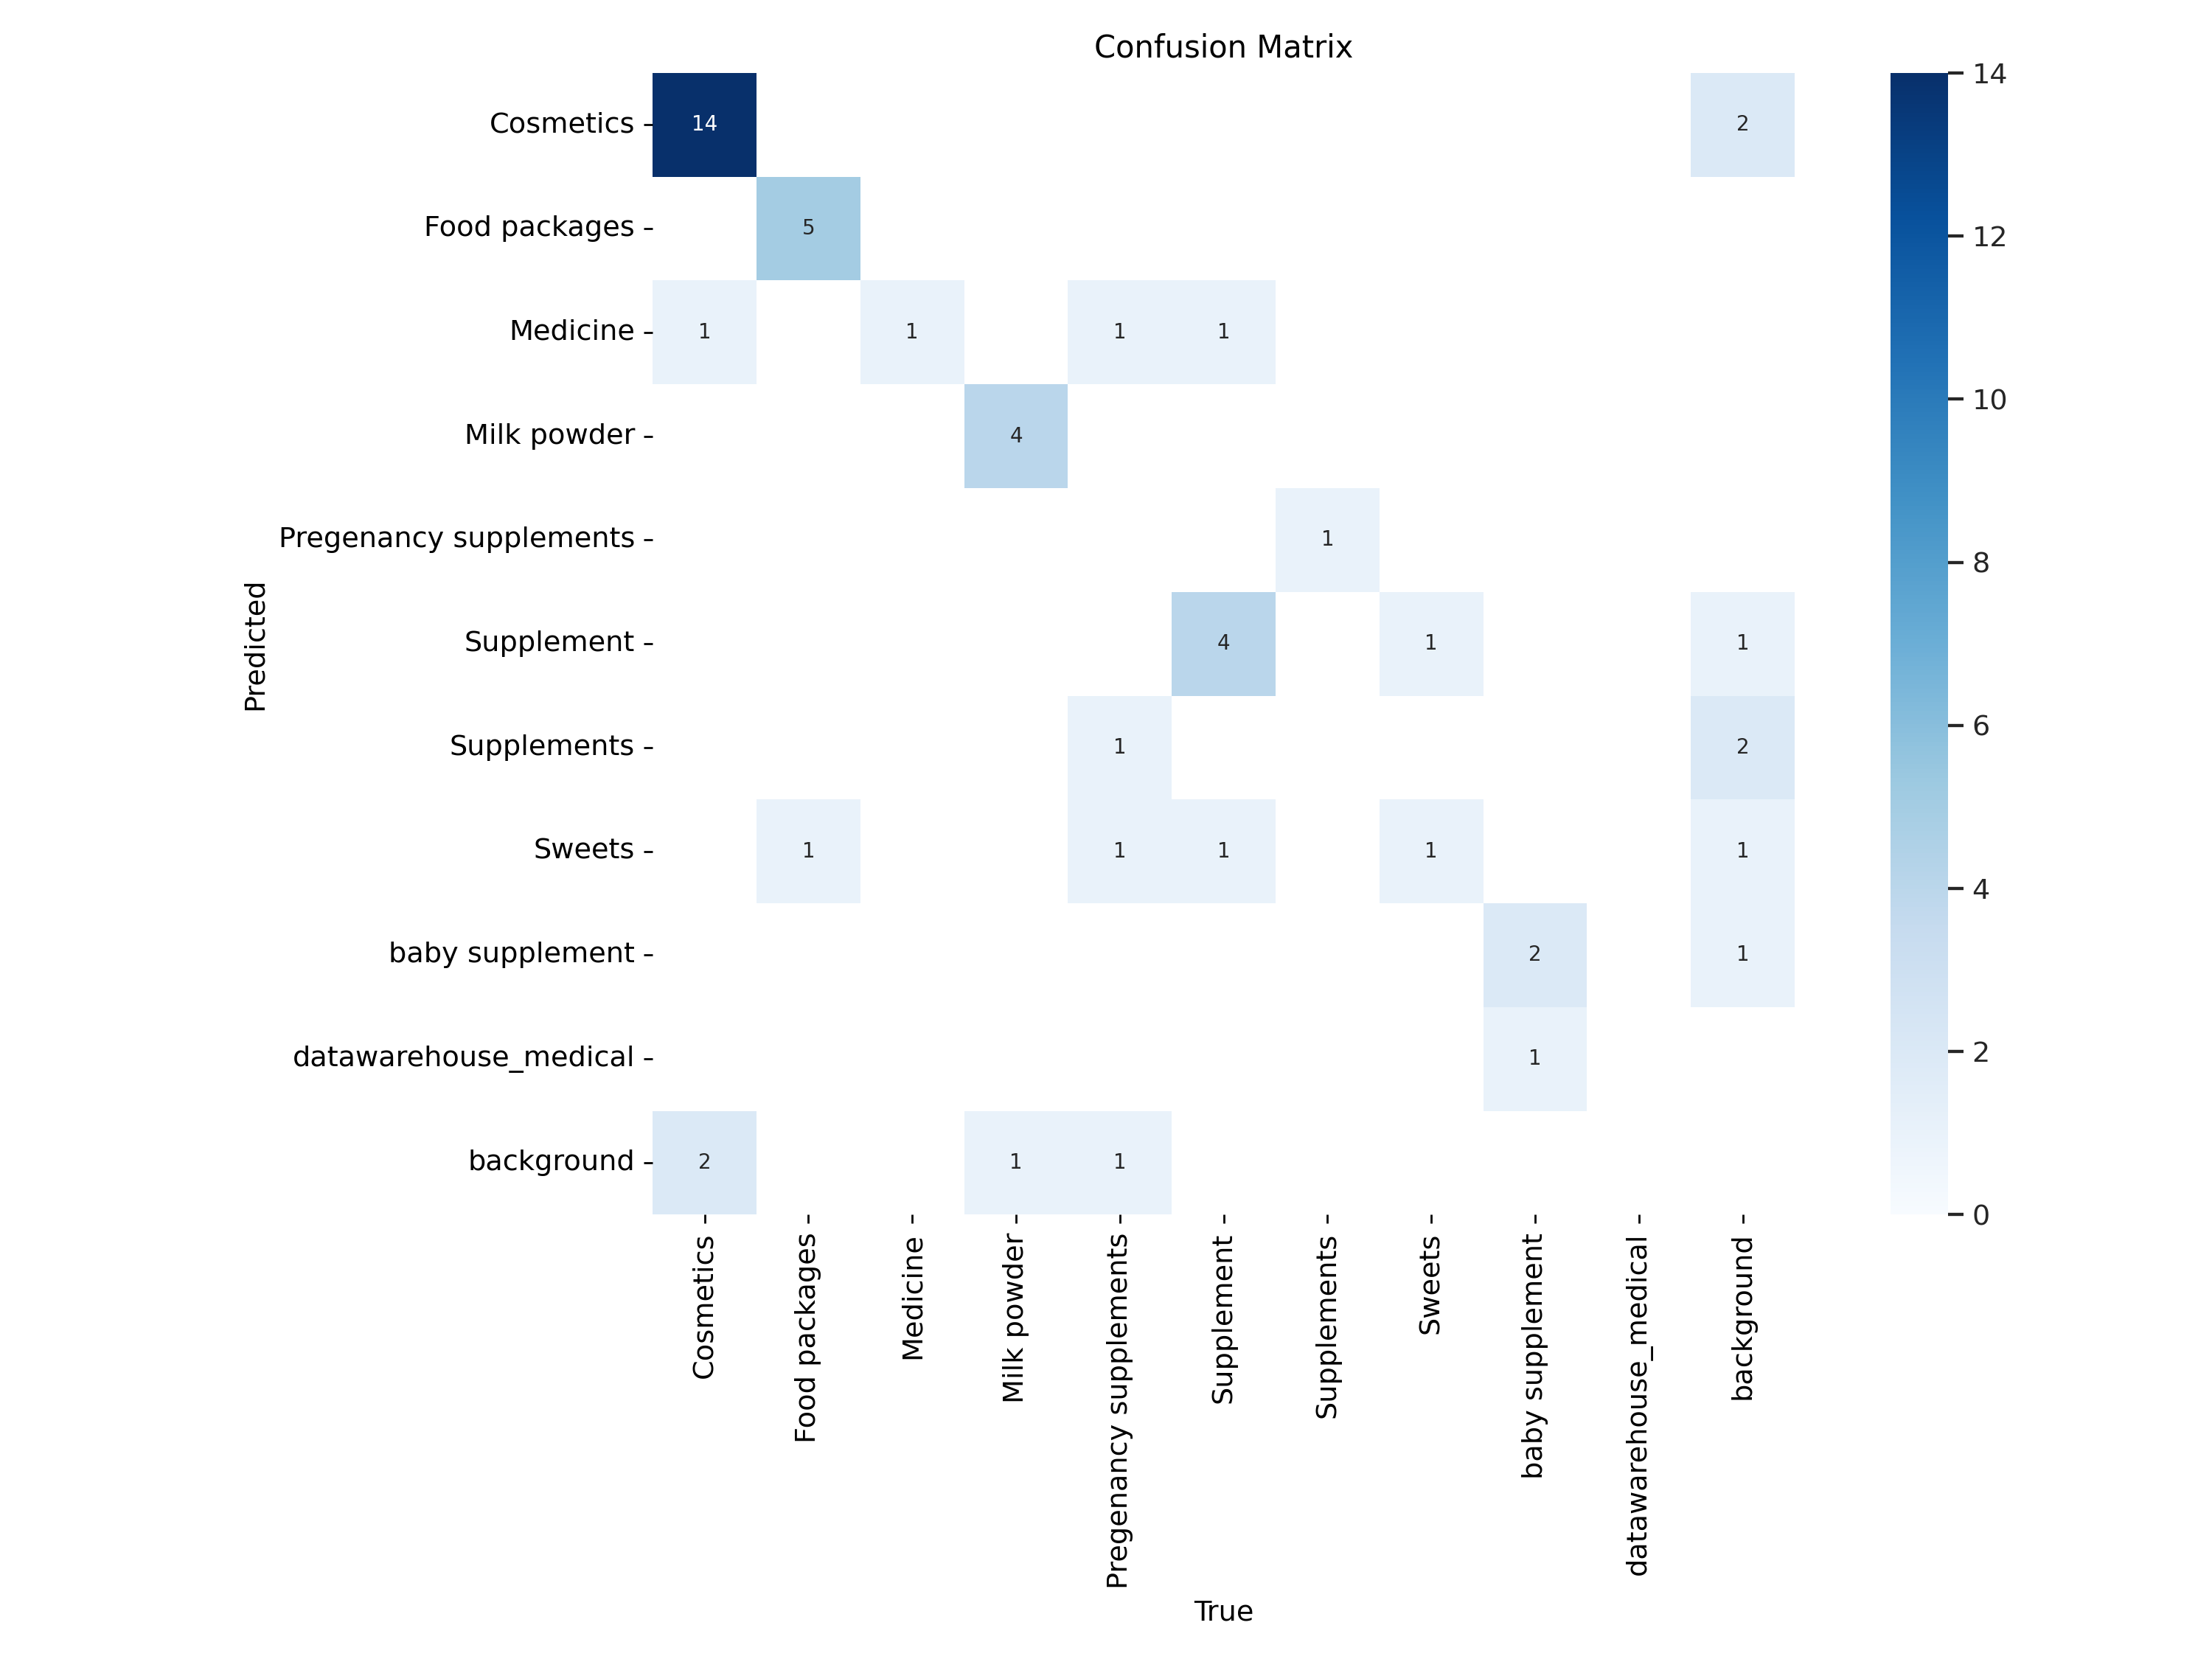 Confusion Matrix
Cosmetics
14
2
Food packages
5
Medicine
1
1
1
1
Milk powder
4
Pregenancy supplements
1
Supplement
4
1
1
Supplements
1
2
Sweets
1
1
1
1
1
baby supplement
2
1
datawarehouse_medical
1
background
2
1
1
Predicted
Cosmetics
Food packages
Medicine
Milk powder
Pregenancy supplements
Supplement
Supplements
Sweets
baby supplement
datawarehouse_medical
background
True
14
12
10
8
6
4
2
0